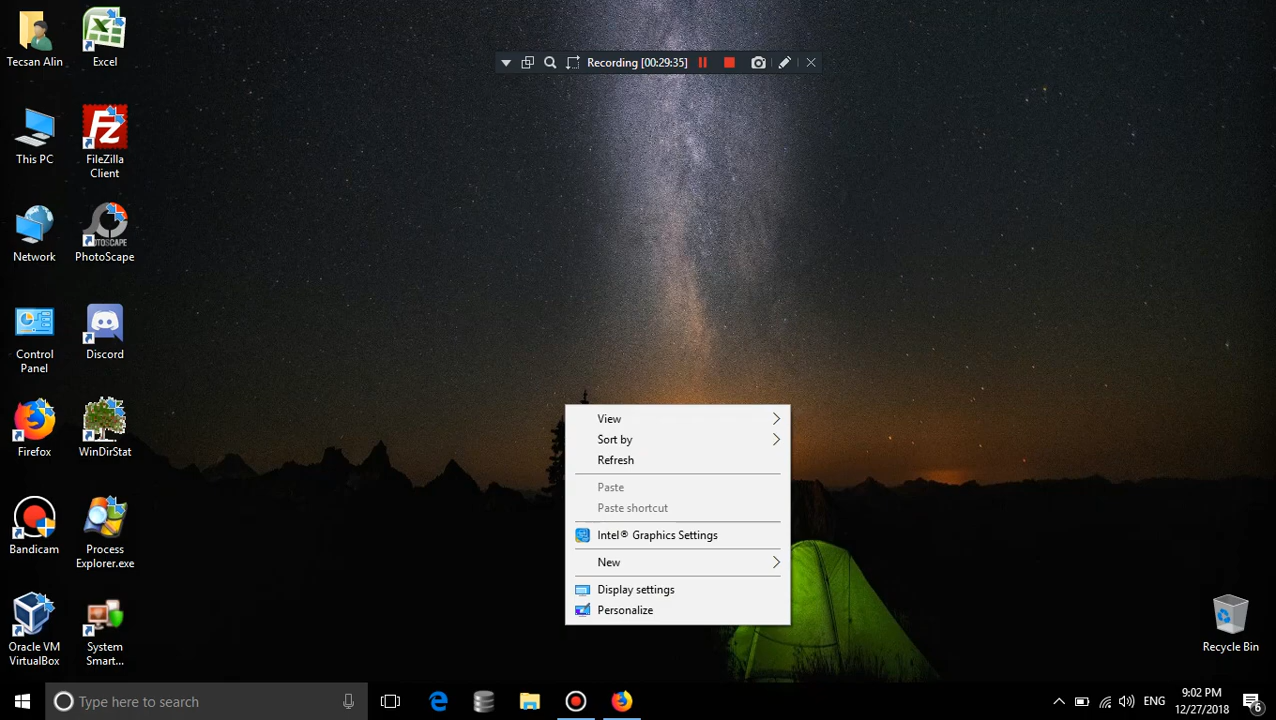 Tecsan Alin
Excel
This PC
FileZilla
Client
Network
PhotoScape
PHOTOSCAPE
Control
Panel
Discord
Firefox
WinDirStat
Bandicam
Process
Explorer.exe
Oracle VM
VirtualBox
System
Smart...
Recording [00:29:35]
View
Sort by
Refresh
Paste
Paste shortcut
Intel® Graphics Settings
New
Display settings
Personalize
Recycle Bin
Type here to search
ENG
9:02 PM
12/27/2018
6